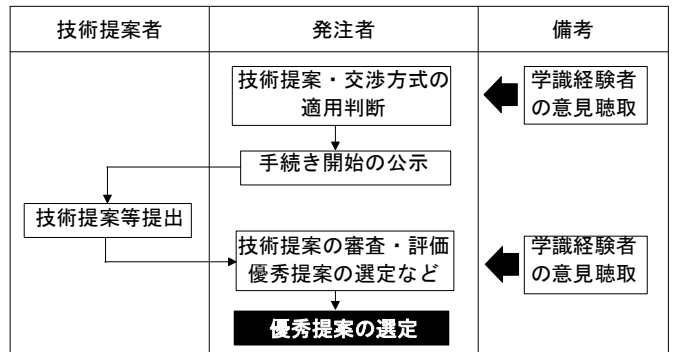 技術提案者
発注者
備考
技術提案・交渉方式の
適用判断
学識経験者
の意見聴取
手続き開始の公示
技術提案等提出
技術提案の審査・評価
優秀提案の選定など
学識経験者
の意見聴取
優秀提案の選定